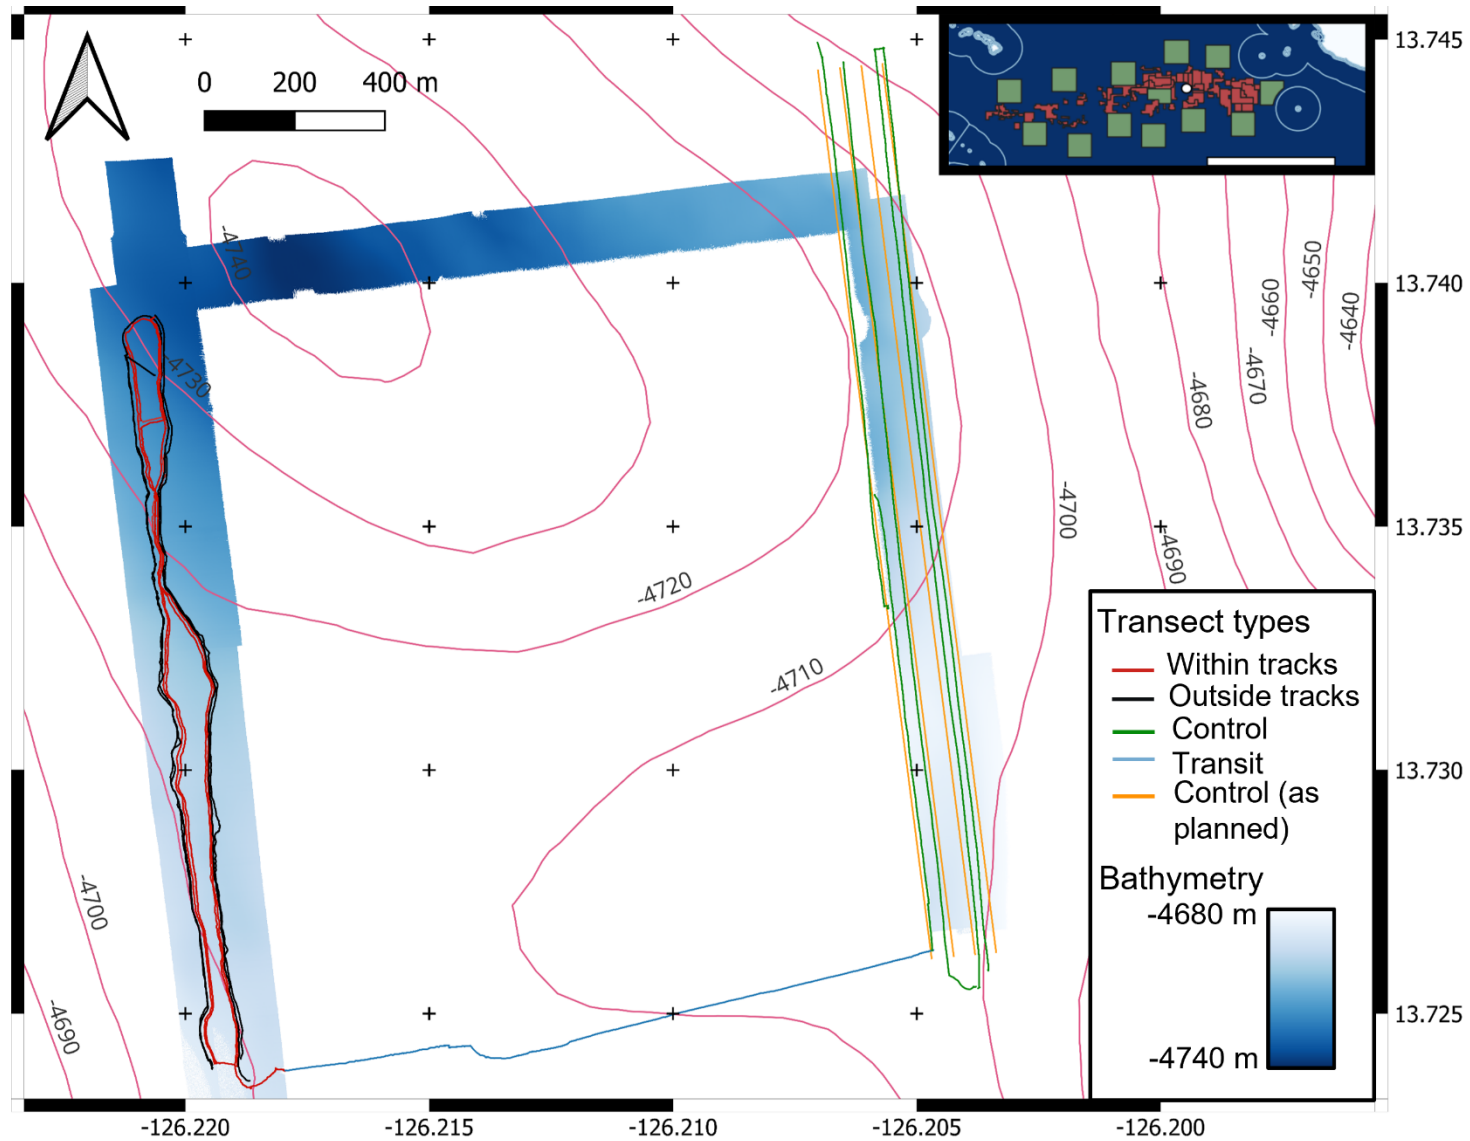 0 200 400 m
13.745
-4740
-4650
-4660
-4640
13.740
-4730
-4670
-4680
-4700
13.735
-4690
-4720
-4710
Transect types
Within tracks
Outside tracks
Control
Transit
Control (as
planned)
13.730
Bathymetry
-4680 m
-4740 m
-4700
-4690
13.725
-126.220 -126.215 -126.210 -126.205 -126.200